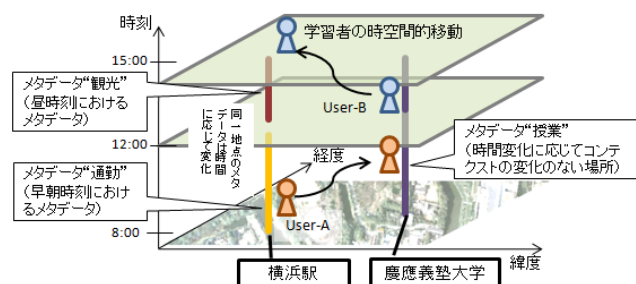 時刻
学習者の時空間的移動
15:00
メタデータ“観光”
（昼時刻における
メタデータ）
User-B
同一地点のメタ
データは時間
に応じて変化
メタデータ“授業”
（時間変化に応じてコンテ
クストの変化のない場所）
12:00
経度
メタデータ“通勤”
（早朝時刻におけ
るメタデータ）
User-A
8:00
横浜駅
慶應義塾大学
緯度